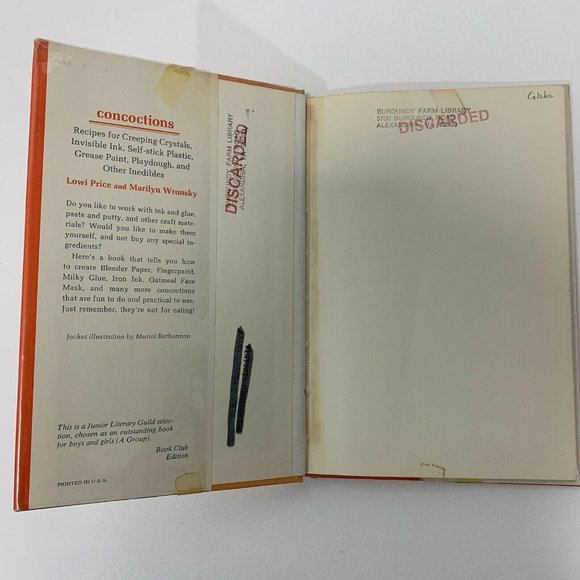 concoctions
Recipes for Creeping Crystals,
Invisible Ink, Self-stick Plastic,
Grease Paint, Playdough, and
Other Inedibles
Lowi Price and Marilyn Wronsky
Do you like to work with ink and glue,
paste and putty, and other craft mate-
rials? Would you like to make them
yourself, and not buy any special in-
gredients?
Here's a book that tells you how
to create Blender Paper, Fingerpaint,
Milky Glue, Iron Ink, Oatmeal Face
Mask, and many more concoctions
that are fun to do and practical to use.
Just remember, they're not for eating!
Jacket illustration by Muriel Batherman
This is a Junior Literary Guild selec-
tion, chosen as an outstanding book
for boys and girls (A Group).
Book Club
Edition
PRINTED IN U.S.A.
BURGUNDY FARM LIBRARY
DISCARDED
ALEXANDRIA,
BURGUNDY FARM LIBRARY
3700 BURGUNDY ROAD
ALEXANDRIA,
DISCARDED